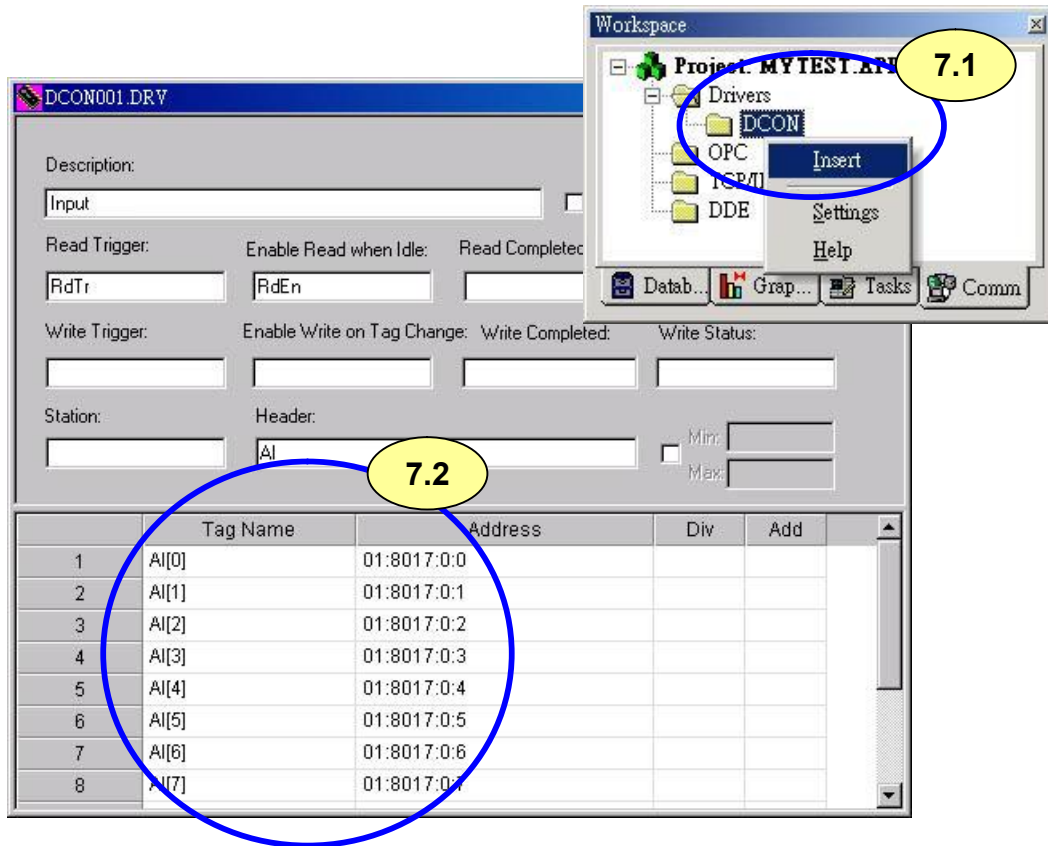 Workspace
7.1
Project: MYTEST.APP
Drivers
DCON
OPC
DDE
Insert
Settings
Help
Datab... Grap... Tasks Comm
DCON001.DRV
Description:
Input
Read Trigger: Enable Read when Idle: Read Completed
RdTr RdEn
Write Trigger: Enable Write on Tag Change: Write Completed: Write Status:
Station: Header: Min:
AI
Max:
7.2
Tag Name Address Div Add
1 AI[0] 01:8017:0:0
2 AI[1] 01:8017:0:1
3 AI[2] 01:8017:0:2
4 AI[3] 01:8017:0:3
5 AI[4] 01:8017:0:4
6 AI[5] 01:8017:0:5
7 AI[6] 01:8017:0:6
8 AI[7] 01:8017:0:7